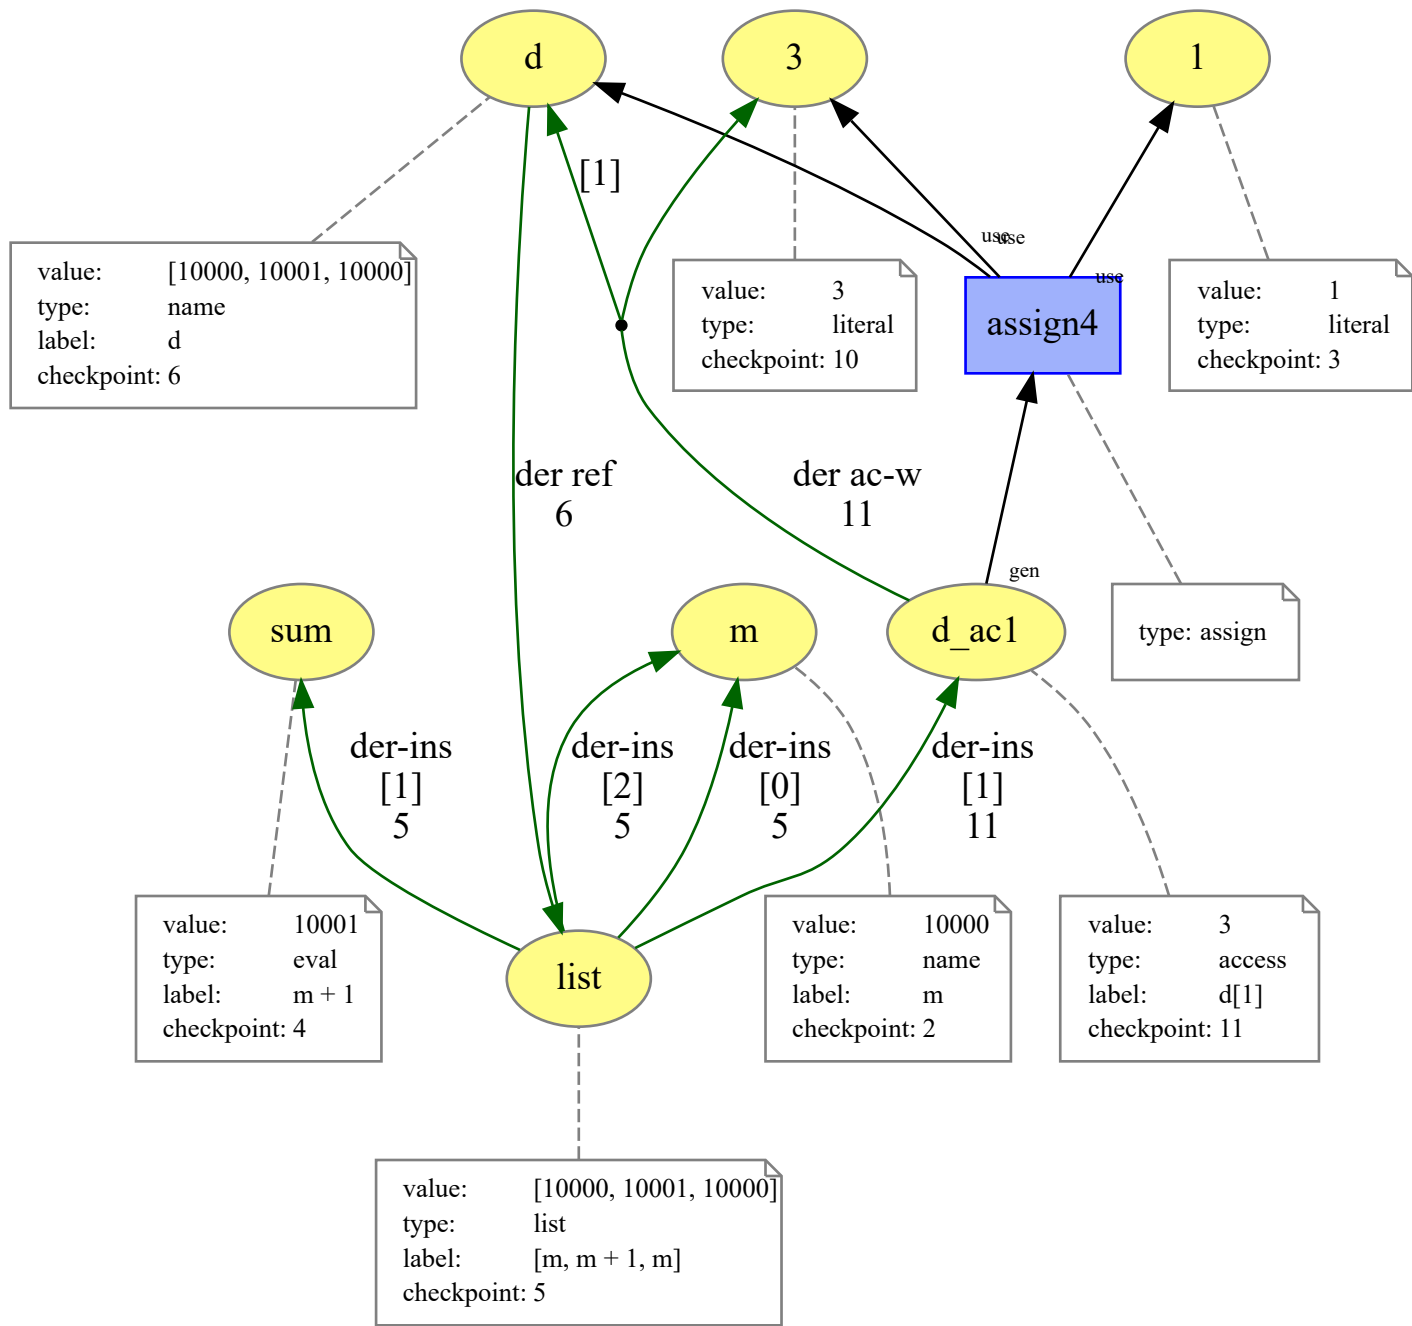 d
3
1
[1]
use
use
use
value: [10000, 10001, 10000]
type: name
label: d
checkpoint: 6
value: 3
type: literal
checkpoint: 10
assign4
value: 1
type: literal
checkpoint: 3
der ref
6
der ac-w
11
gen
sum
m
d_ac1
type: assign
der-ins
[1]
5
der-ins
[2]
5
der-ins
[0]
5
der-ins
[1]
11
value: 10001
type: eval
label: m + 1
checkpoint: 4
list
value: 10000
type: name
label: m
checkpoint: 2
value: 3
type: access
label: d[1]
checkpoint: 11
value: [10000, 10001, 10000]
type: list
label: [m, m + 1, m]
checkpoint: 5